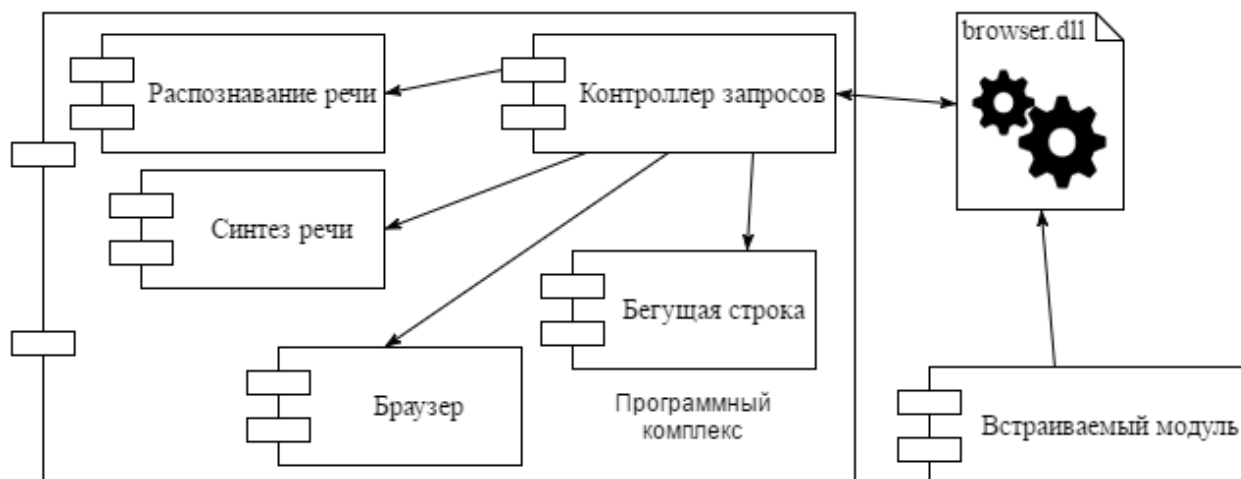 browser.dll
Распознавание речи
Контроллер запросов
Синтез речи
Бегущая строка
Браузер
Программный
комплекс
Встраиваемый модуль